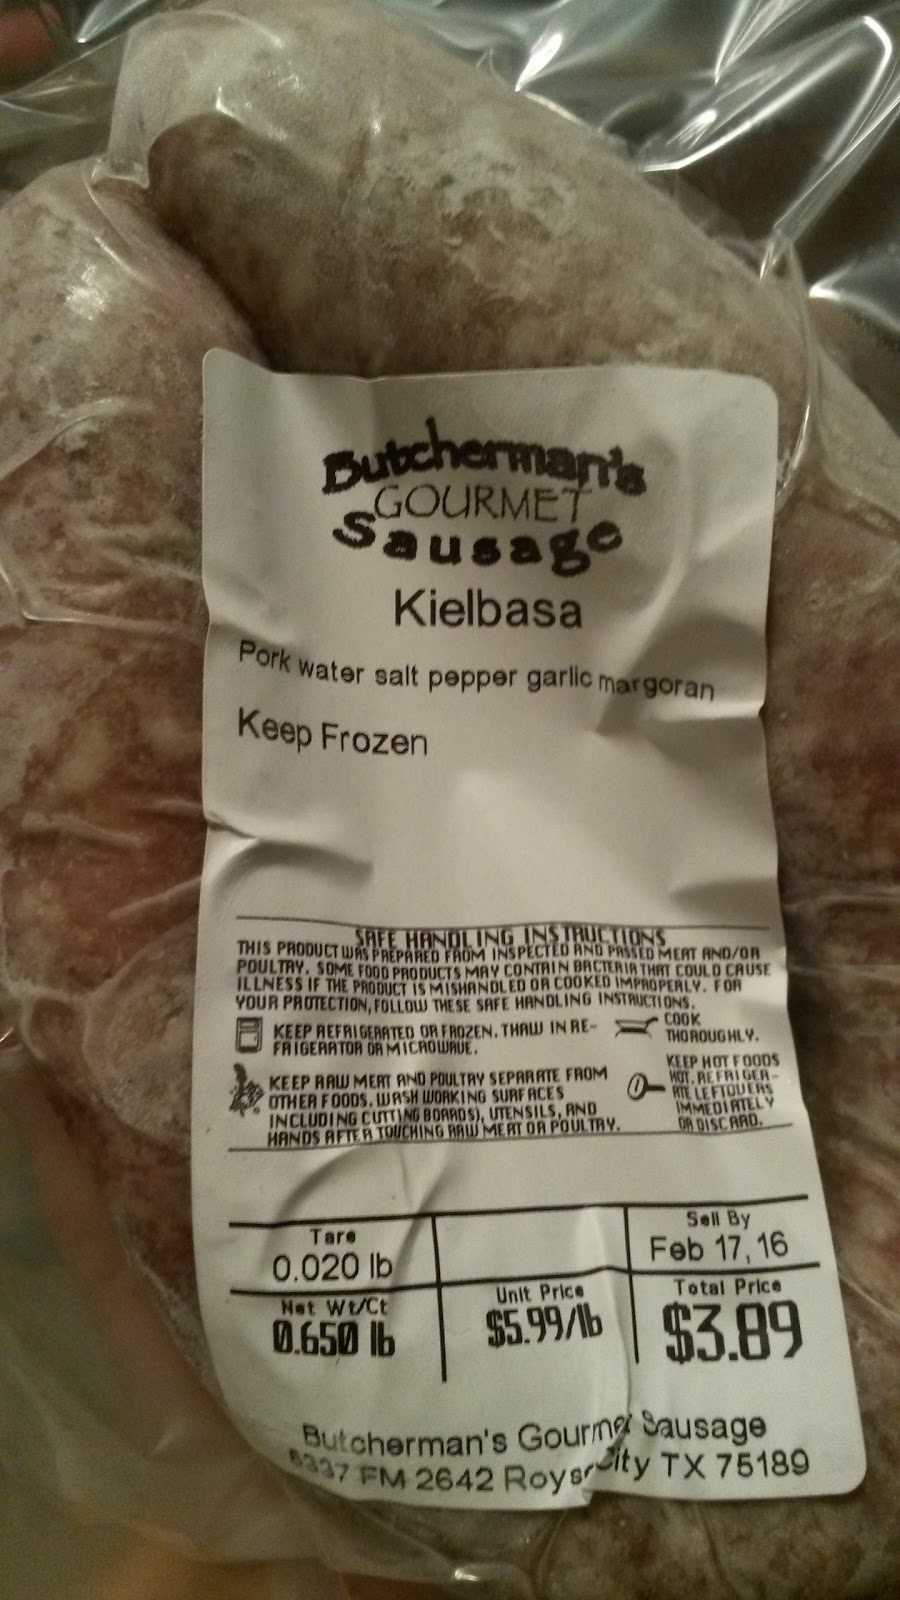 Butcherman's
GOURMET
Sausage
Kielbasa
Pork water salt pepper garlic margoran
Keep Frozen
SAFE HANDLING INSTRUCTIONS
THIS PRODUCT WAS PREPARED FROM INSPECTED AND PASSED MEAT AND/OR
POULTRY. SOME FOOD PRODUCTS MAY CONTAIN BACTERIA THAT COULD CAUSE
ILLNESS IF THE PRODUCT IS MISHANDLED OR COOKED IMPROPERLY. FOR
YOUR PROTECTION, FOLLOW THESE SAFE HANDLING INSTRUCTIONS.
KEEP REFRIGERATED OR FROZEN. THAW IN RE-
FRIGERATOR OR MICROWAVE.
COOK
THOROUGHLY.
KEEP RAW MEAT AND POULTRY SEPARATE FROM
OTHER FOODS. WASH WORKING SURFACES
INCLUDING CUTTING BOARDS), UTENSILS, AND
HANDS AFTER TOUCHING RAW MEAT OR POULTRY.
KEEP HOT FOODS
HOT. REFRIGER-
ATE LEFTOVERS
IMMEDIATELY
OR DISCARD.
Tare
0.020 lb
Sell By
Feb 17, 16
Net Wt/Ct
0.650 lb
Unit Price
$5.99/lb
Total Price
$3.89
Butcherman's Gourmet Sausage
FM 2642 Royse City TX 75189